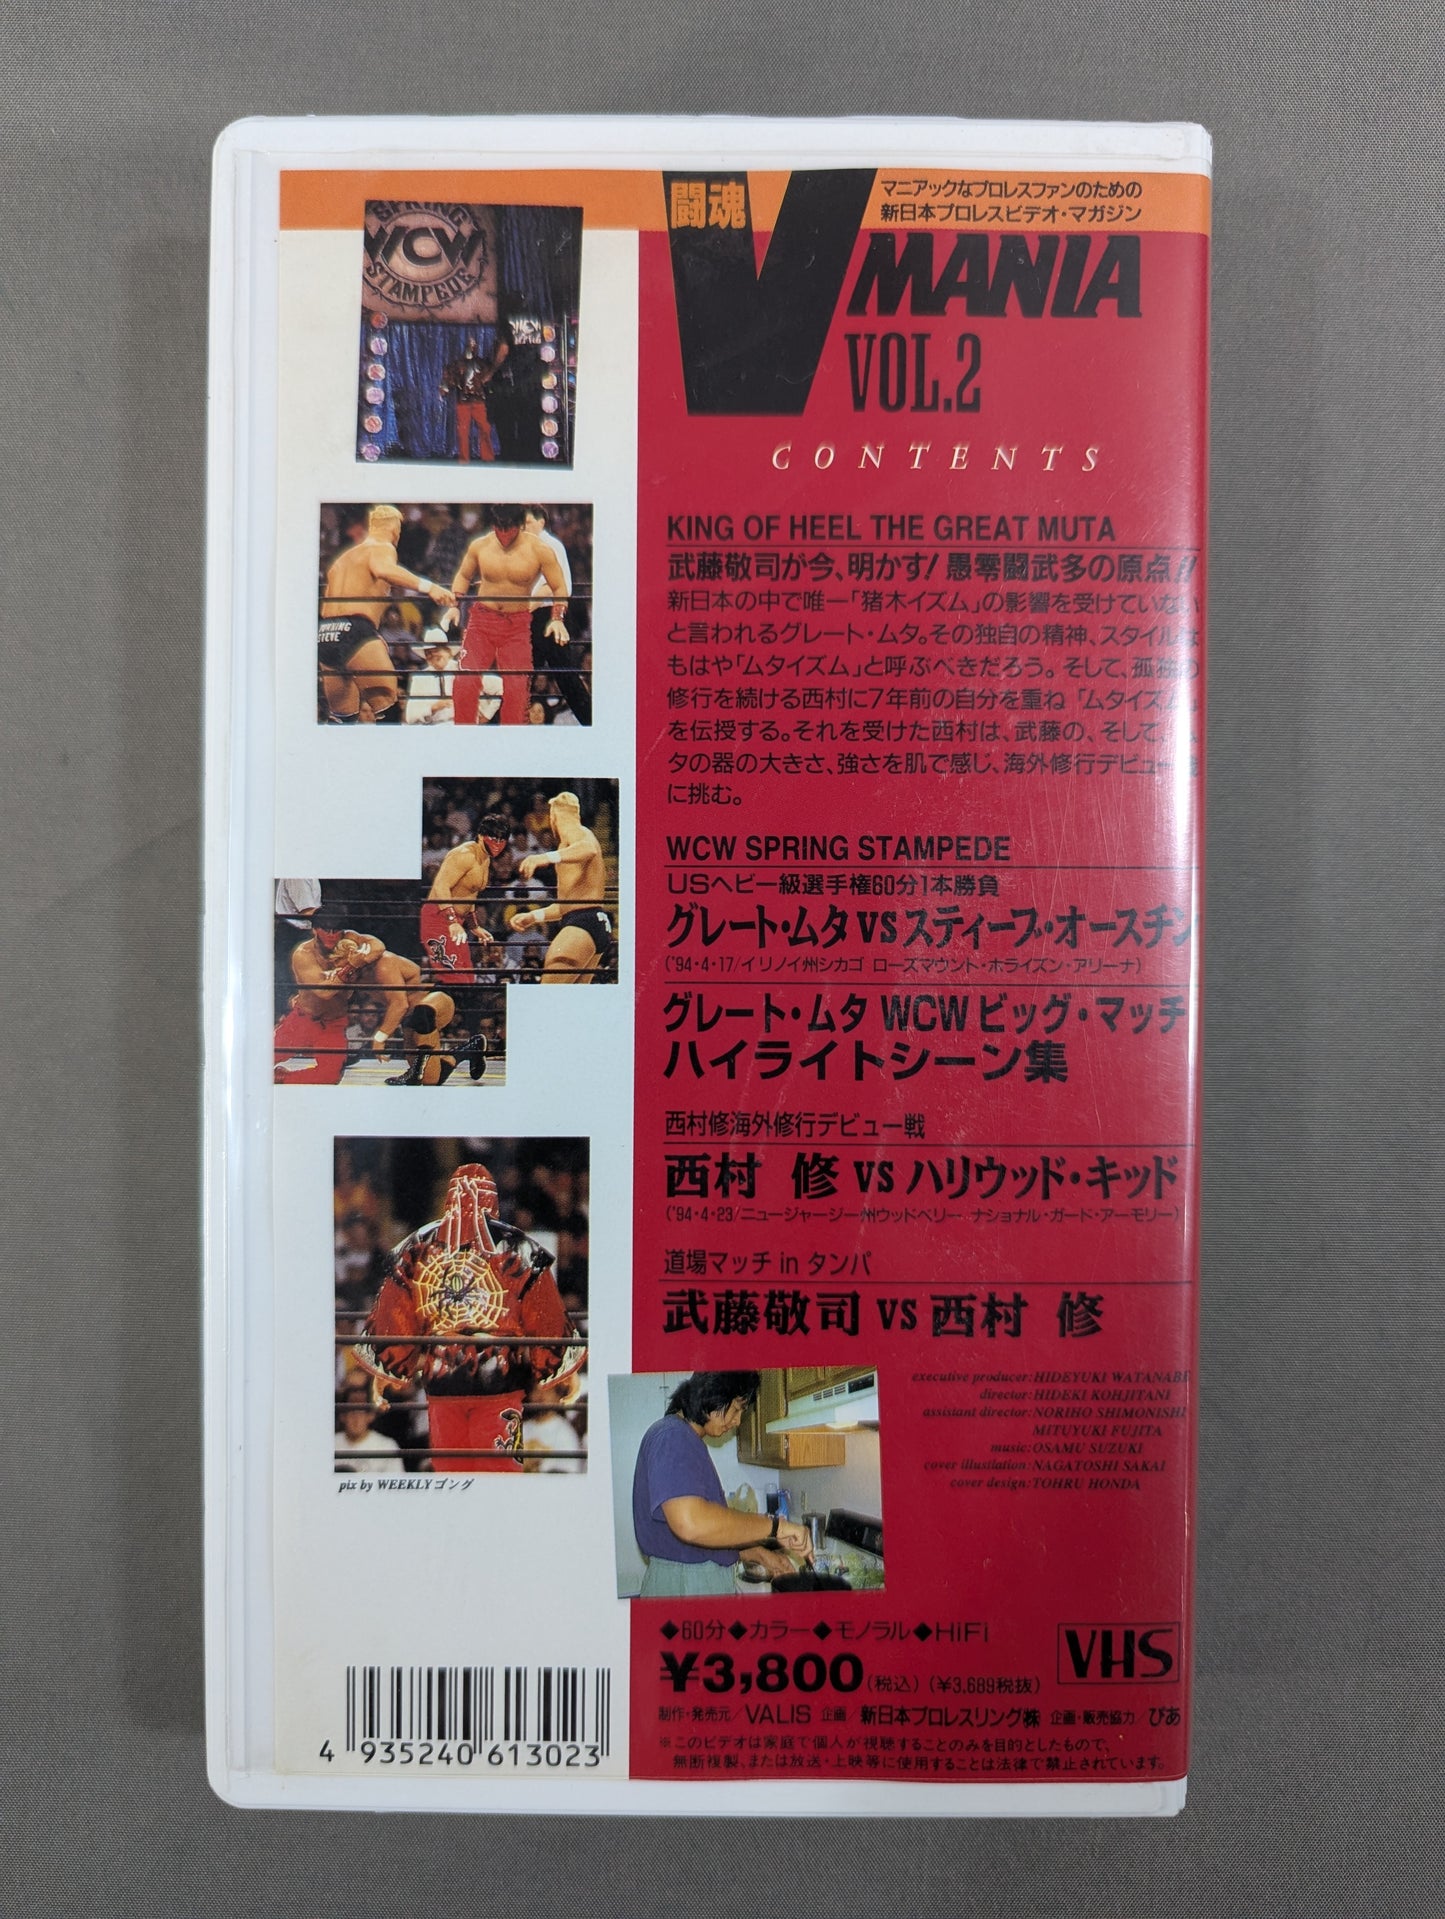 闘魂
V MANIA
VOL.2
マニアックなプロレスファンのための
新日本プロレスビデオ・マガジン
CONTENTS
KING OF HEEL THE GREAT MUTA
武藤敬司が今、明かす! 愚零闘武多の原点!!
新日本の中で唯一「猪木イズム」の影響を受けていない
と言われるグレート・ムタ。その独自の精神、スタイルは
もはや「ムタイズム」と呼ぶべきだろう。そして、孤独の
修行を続ける西村に7年前の自分を重ね「ムタイズム」
を伝授する。それを受けた西村は、武藤の、そして、ム
タの器の大きさ、強さを肌で感じ、海外修行デビュー戦
に挑む。
WCW SPRING STAMPEDE
USヘビー級選手権60分1本勝負
グレート・ムタ VS スティーブ・オースチン
('94・4・17/イリノイ州シカゴ ローズマウント・ホライズン・アリーナ)
グレート・ムタ WCW ビッグ・マッチ
ハイライトシーン集
西村修海外修行デビュー戦
西村 修 VS ハリウッド・キッド
('94・4・23/ニュージャージー州ウッドベリー ナショナル・ガード・アーモリー)
道場マッチ in タンパ
武藤敬司 VS 西村 修
executive producer:HIDEYUKI WATANABE
director:HIDEKI KOHJITANI
assistant director:NORIHO SHIMONISHI
MITUYUKI FUJITA
music:OSAMU SUZUKI
cover illustlation:NAGATOSHI SAKAI
cover design:TOHRU HONDA
◆60分◆カラー◆モノラル◆HiFi
¥3,800(税込)(¥3,689税抜)
VHS
制作・発売元/VALIS 企画/新日本プロレスリング㈱ 企画・販売協力/ぴあ
※このビデオは家庭で個人が視聴することのみを目的としたもので、
無断複製、または放送・上映等に使用することは法律で禁止されています。
SPRING
WCW
STAMPEDE
STUNNING
STEVE
pix by WEEKLYゴング
4 935240 613023